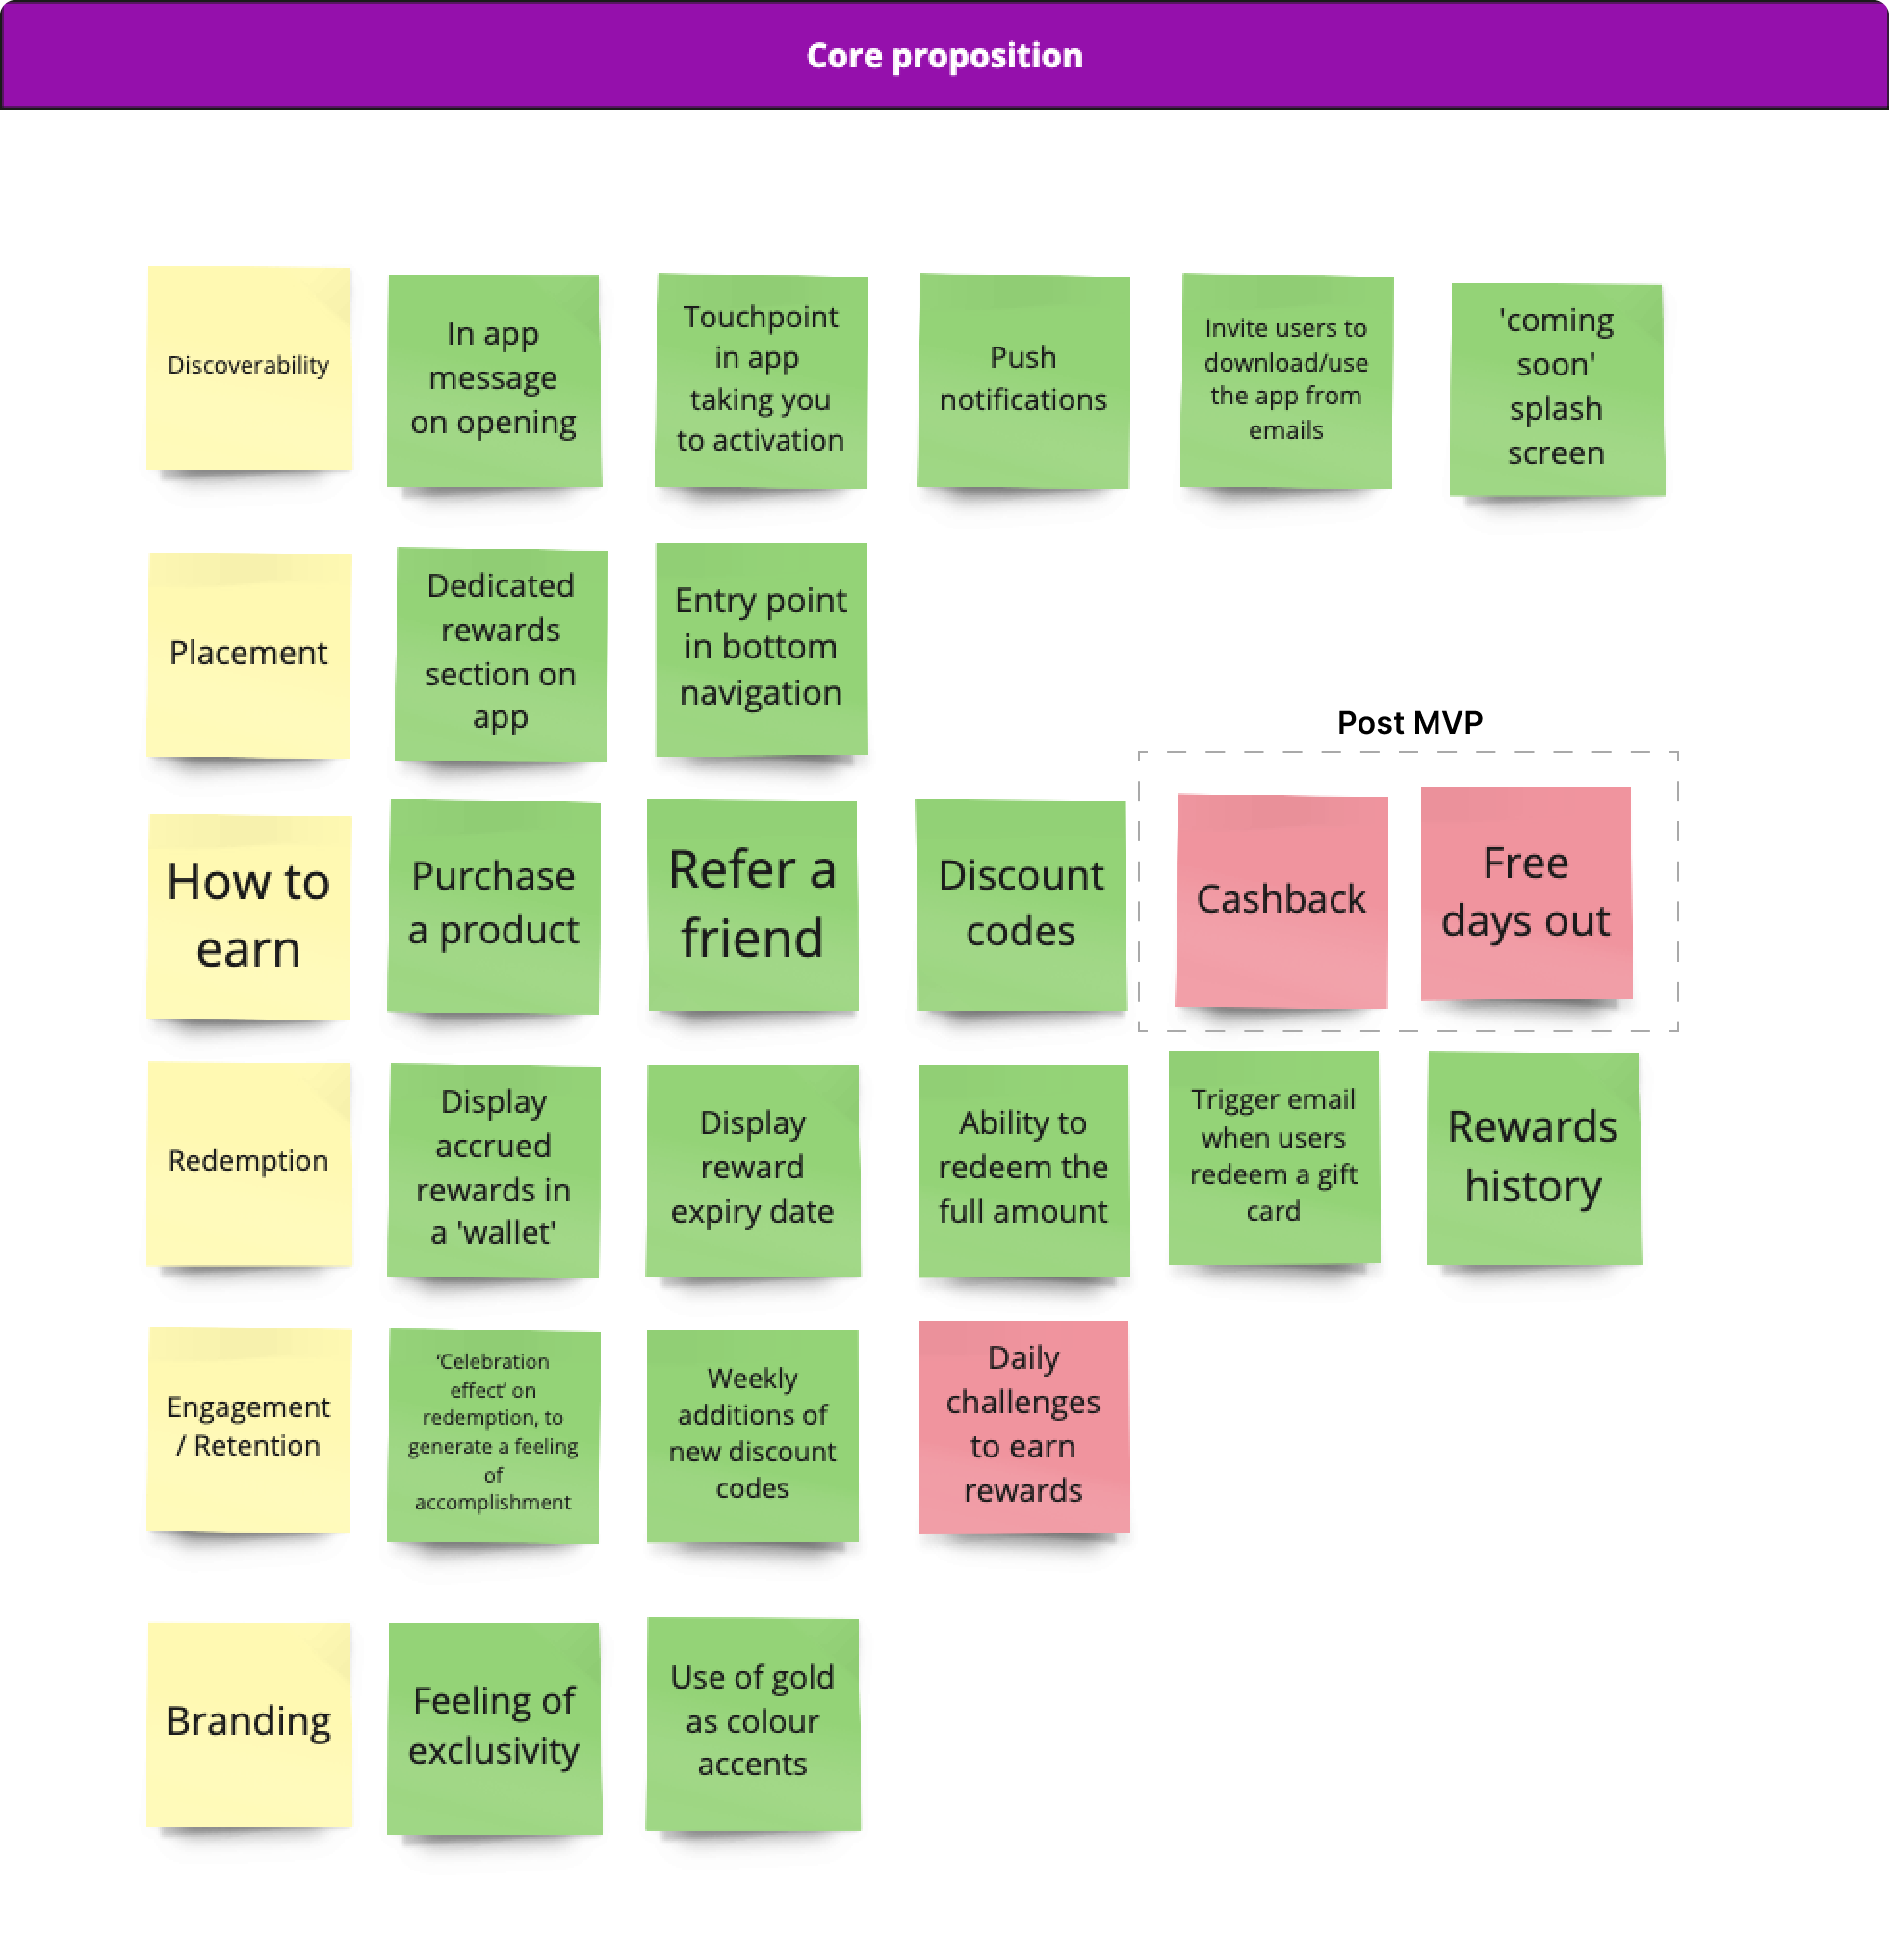 Core proposition
Discoverability
In app
message
on opening
Touchpoint
in app
taking you
to activation
Push
notifications
Invite users to
download/use
the app from
emails
'coming
soon'
splash
screen
Placement
Dedicated
rewards
section on
app
Entry point
in bottom
navigation
Post MVP
How to
earn
Purchase
a product
Refer a
friend
Discount
codes
Cashback
Free
days out
Redemption
Display
accrued
rewards in
a 'wallet'
Display
reward
expiry date
Ability to
redeem the
full amount
Trigger email
when users
redeem a gift
card
Rewards
history
Engagement
/ Retention
‘Celebration
effect’ on
redemption, to
generate a feeling
of
accomplishment
Weekly
additions of
new discount
codes
Daily
challenges
to earn
rewards
Branding
Feeling of
exclusivity
Use of gold
as colour
accents